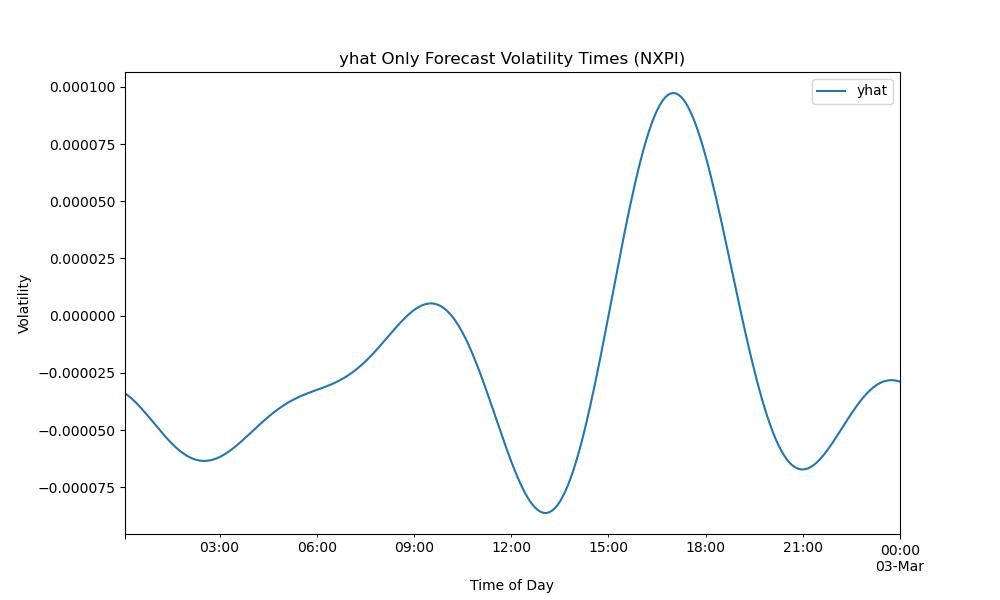 yhat Only Forecast Volatility Times (NXPI)
yhat
0.000100
0.000075
0.000050
0.000025
0.000000
−0.000025
−0.000050
−0.000075
Volatility
03:00 06:00 09:00 12:00 15:00 18:00 21:00 00:00
03-Mar
Time of Day